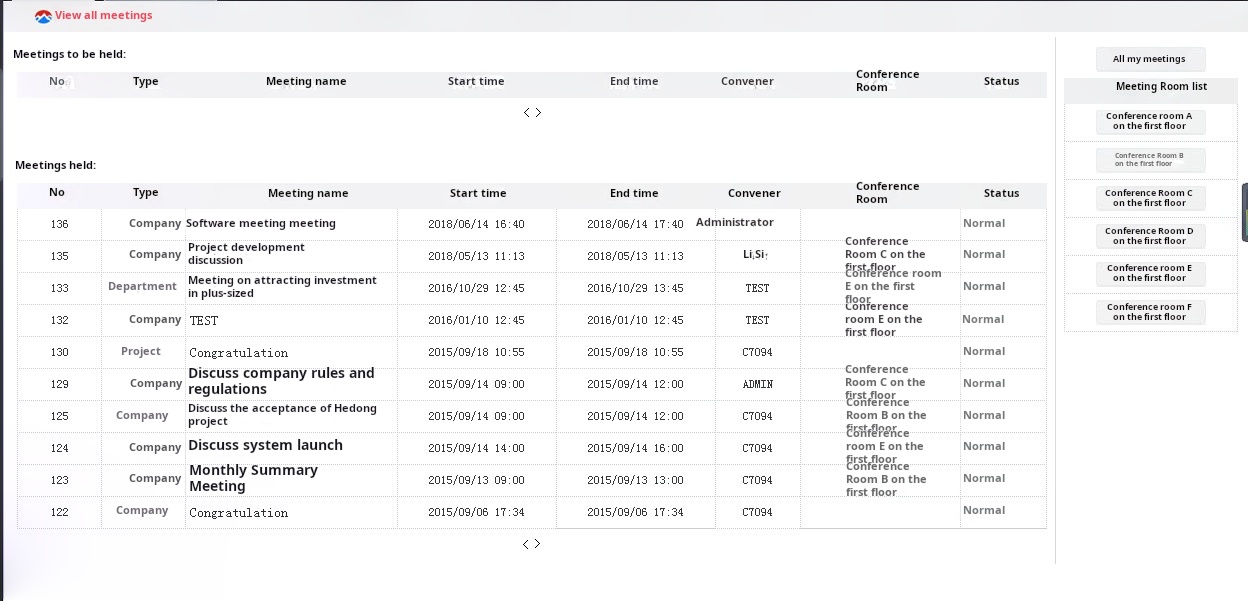 View all meetings
Meetings to be held:
No Type Meeting name Start time End time Convener Conference Room Status
< >
Meetings held:
No Type Meeting name Start time End time Convener Conference Room Status
136 Company Software meeting meeting 2018/06/14 16:40 2018/06/14 17:40 Administrator Normal
135 Company Project development discussion 2018/05/13 11:13 2018/05/13 11:13 Li,Si; Conference Room C on the first floor Normal
133 Department Meeting on attracting investment in plus-sized 2016/10/29 12:45 2016/10/29 13:45 TEST Conference room E on the first floor Normal
132 Company TEST 2016/01/10 12:45 2016/01/10 12:45 TEST Conference room E on the first floor Normal
130 Project Congratulation 2015/09/18 10:55 2015/09/18 10:55 C7094 Normal
129 Company Discuss company rules and regulations 2015/09/14 09:00 2015/09/14 12:00 ADMIN Conference Room C on the first floor Normal
125 Company Discuss the acceptance of Hedong project 2015/09/14 09:00 2015/09/14 12:00 C7094 Conference Room B on the first floor Normal
124 Company Discuss system launch 2015/09/14 14:00 2015/09/14 16:00 C7094 Conference room E on the first floor Normal
123 Company Monthly Summary Meeting 2015/09/13 09:00 2015/09/13 13:00 C7094 Conference Room B on the first floor Normal
122 Company Congratulation 2015/09/06 17:34 2015/09/06 17:34 C7094 Normal
< >
All my meetings
Meeting Room list
Conference room A
on the first floor
Conference Room B
on the first floor
Conference Room C
on the first floor
Conference Room D
on the first floor
Conference room E
on the first floor
Conference room F
on the first floor